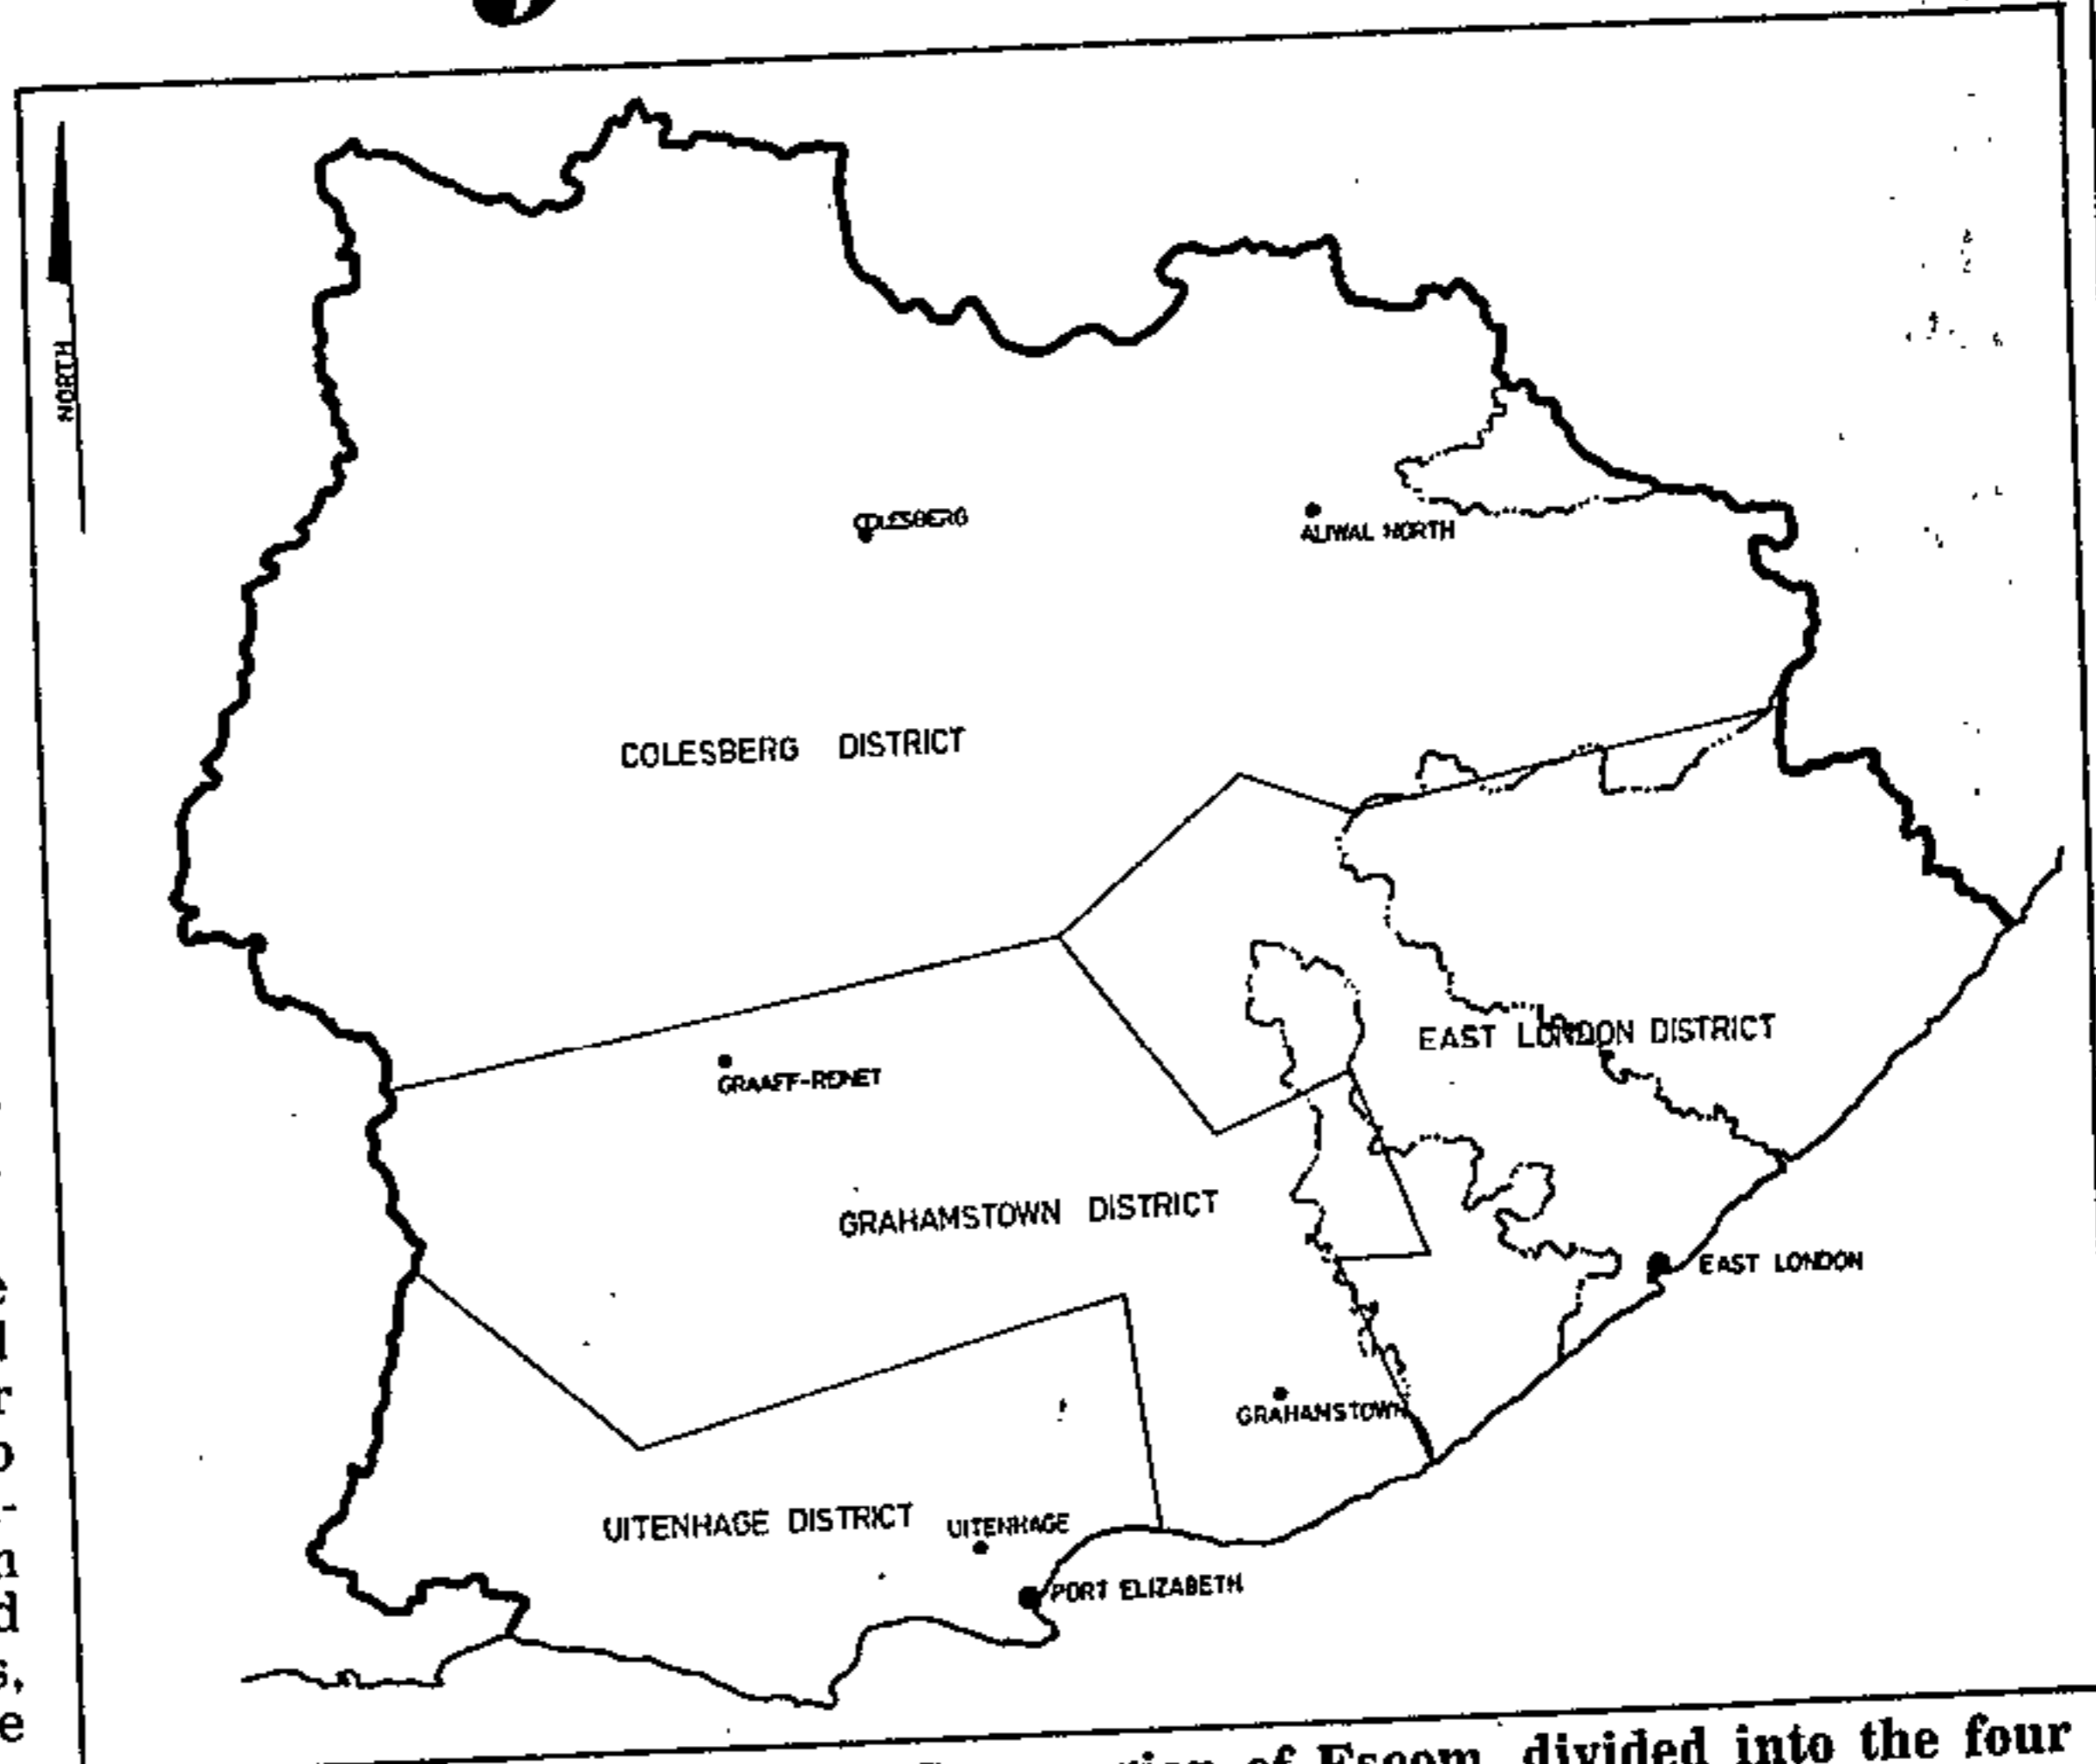 NORTH
COLESBERG
ALIWAL NORTH
COLESBERG DISTRICT
EAST LONDON DISTRICT
GRAAFF-REINET
GRAHAMSTOWN DISTRICT
EAST LONDON
GRAHAMSTOWN
UITENHAGE DISTRICT
UITENHAGE
PORT ELIZABETH
of Escom, divided into the four